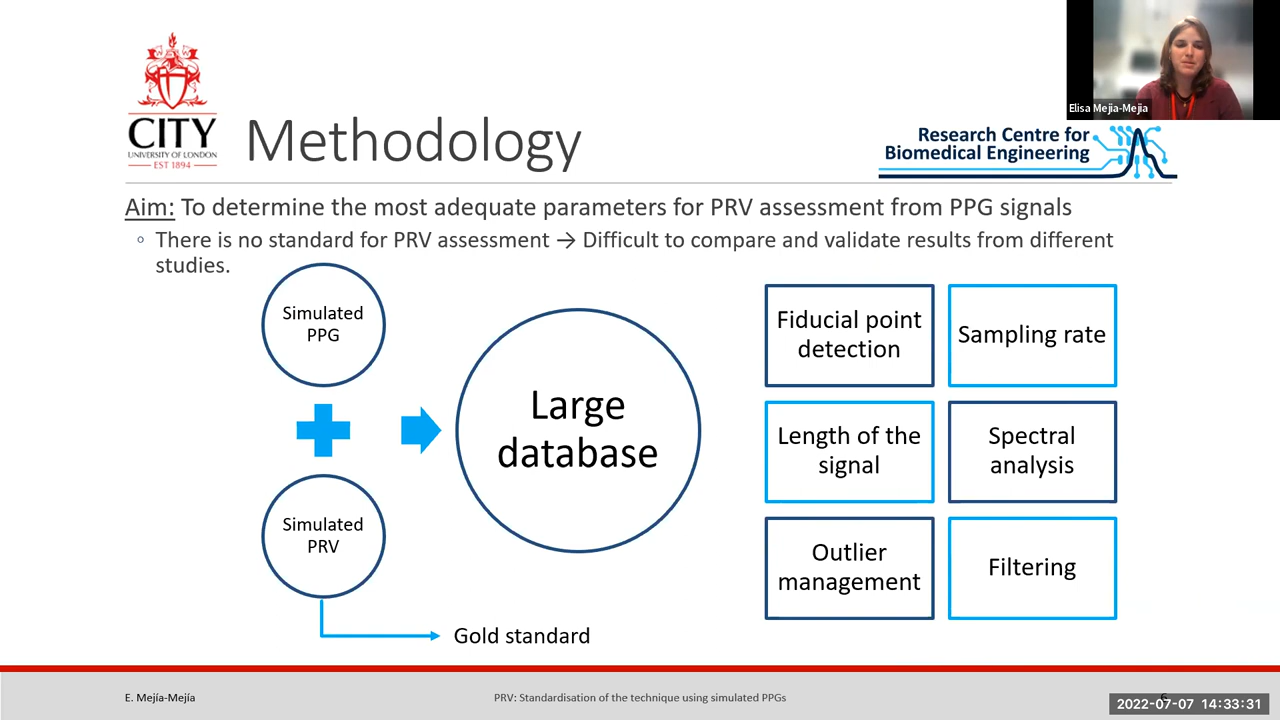 Elisa Mejia-Mejia
CITY
UNIVERSITY OF LONDON
EST 1894
Methodology
Research Centre for
Biomedical Engineering
Aim: To determine the most adequate parameters for PRV assessment from PPG signals
◦ There is no standard for PRV assessment → Difficult to compare and validate results from different
studies.
Simulated
PPG
Simulated
PRV
Gold standard
Large
database
Fiducial point
detection
Sampling rate
Length of the
signal
Spectral
analysis
Outlier
management
Filtering
E. Mejía-Mejía
PRV: Standardisation of the technique using simulated PPGs
2022-07-07 14:33:31